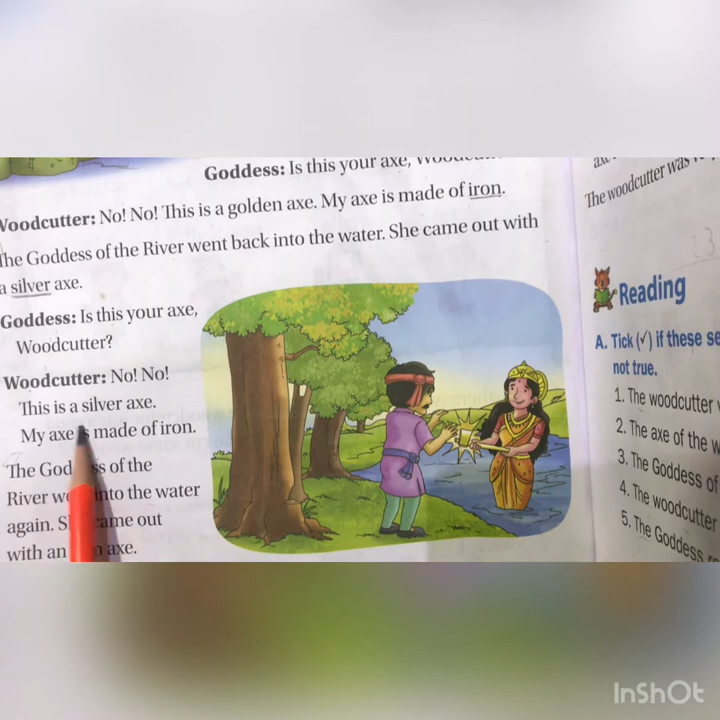 Goddess: Is this your axe,
Woodcutter: No! No! This is a golden axe. My axe is made of iron.
The Goddess of the River went back into the water. She came out with
a silver axe.
Goddess: Is this your axe,
Woodcutter?
Woodcutter: No! No!
This is a silver axe.
My axe is made of iron.
The Goddess of the
River into the water
again. came out
with an axe.
The woodcutter was
23
Reading
A. Tick (✓) if these
not true.
1. The woodcutter
2. The axe of the
3. The Goddess of
4. The woodcutter
5. The Goddess
InShOt